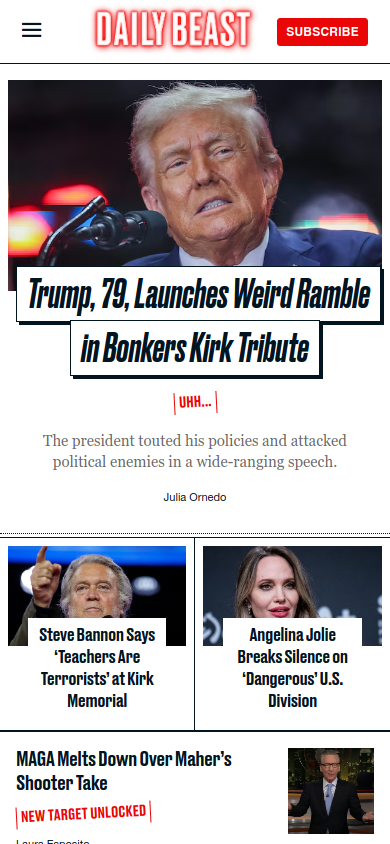 DAILY BEAST
SUBSCRIBE
Trump, 79, Launches Weird Ramble
in Bonkers Kirk Tribute
UHH...
The president touted his policies and attacked
political enemies in a wide-ranging speech.
Julia Ornedo
Steve Bannon Says
‘Teachers Are
Terrorists’ at Kirk
Memorial
Angelina Jolie
Breaks Silence on
‘Dangerous’ U.S.
Division
MAGA Melts Down Over Maher’s
Shooter Take
NEW TARGET UNLOCKED
Laura Esposito